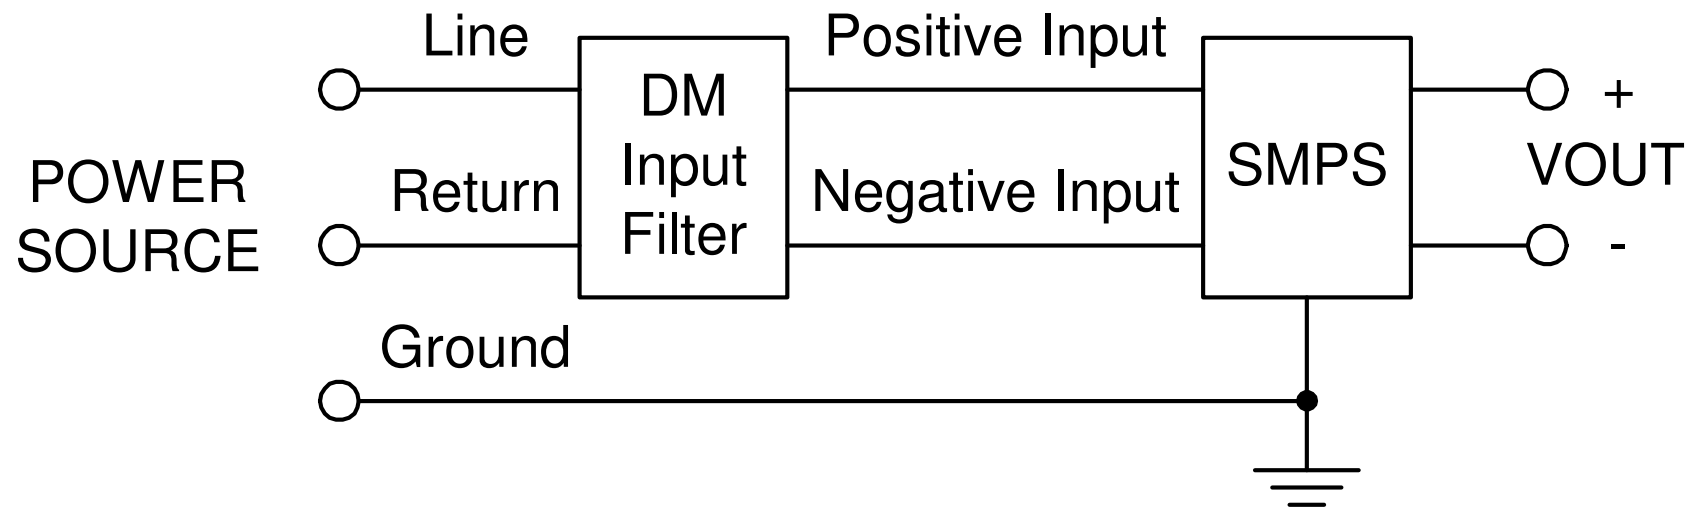 Line
Positive Input
DM
Input
Filter
SMPS
+
VOUT
-
POWER
SOURCE
Return
Negative Input
Ground